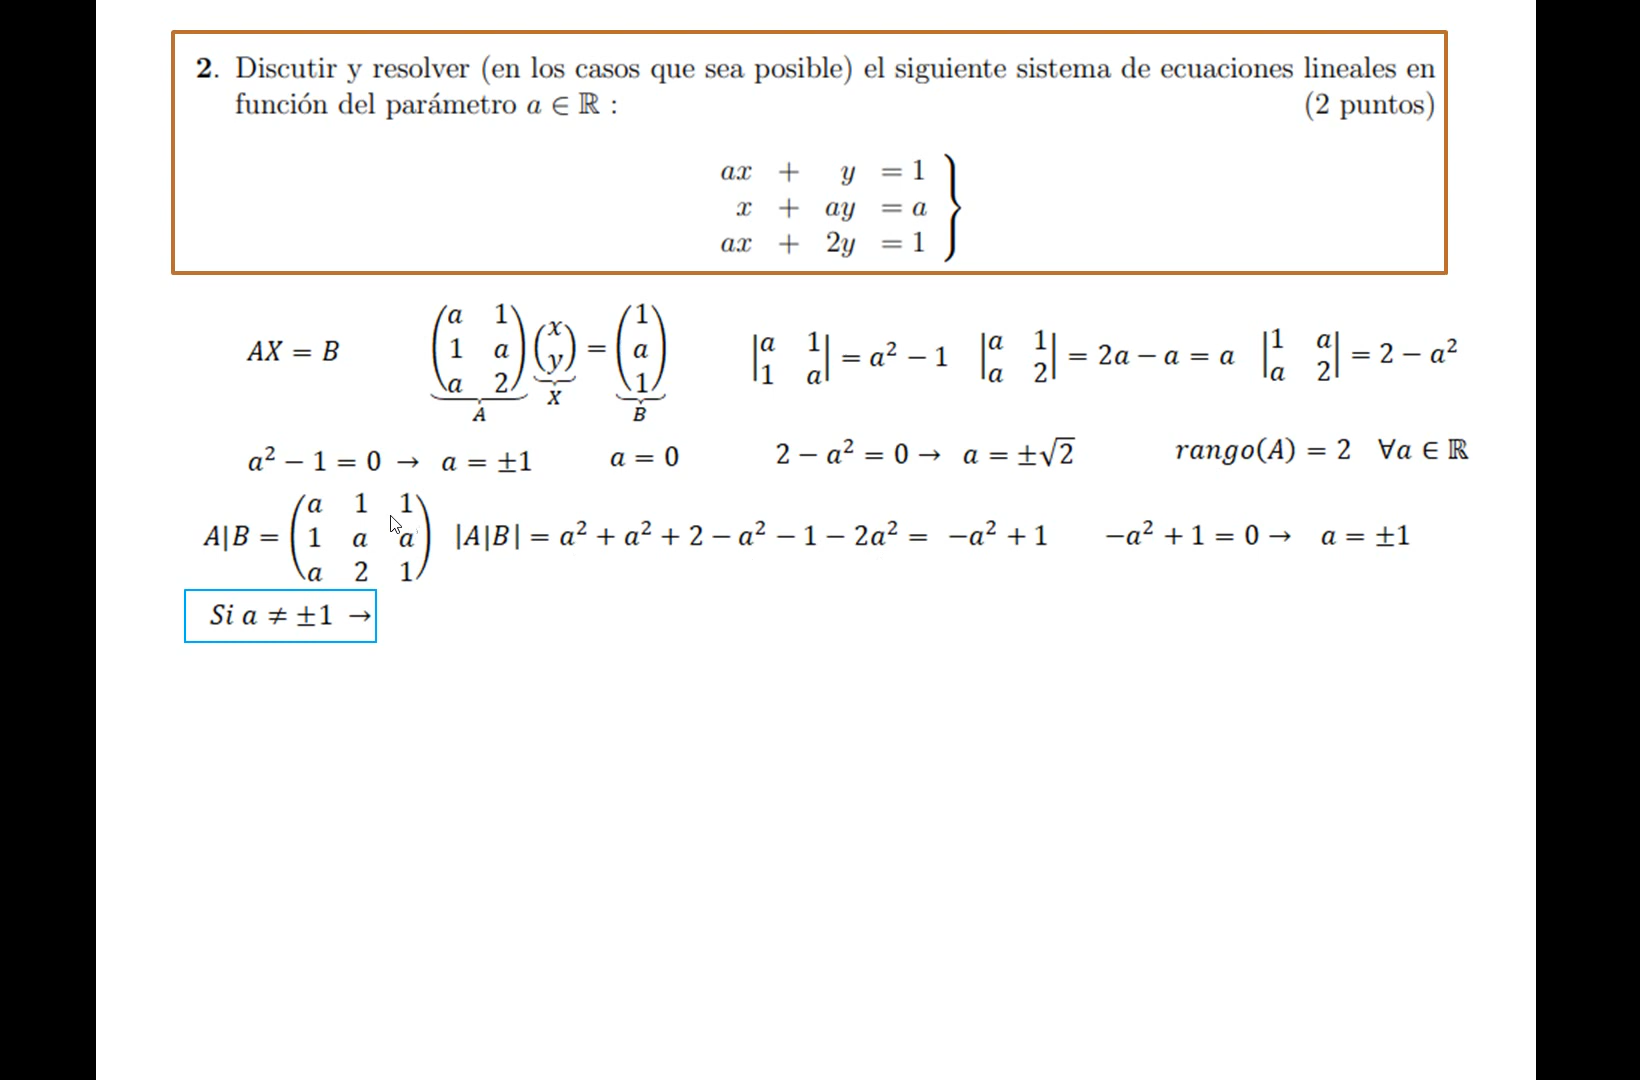 2. Discutir y resolver (en los casos que sea posible) el siguiente sistema de ecuaciones lineales en
función del parámetro a ∈ ℝ : (2 puntos)
ax + y = 1
x + ay = a
ax + 2y = 1
AX = B (a 1; 1 a; a 2) (x; y) = (1; a; 1) |a 1; 1 a| = a² − 1 |a 1; a 2| = 2a − a = a |1 a; a 2| = 2 − a²
A X B
a² − 1 = 0 → a = ±1 a = 0 2 − a² = 0 → a = ±√2 rango(A) = 2 ∀a ∈ ℝ
A|B = (a 1 1; 1 a a; a 2 1) |A|B| = a² + a² + 2 − a² − 1 − 2a² = −a² + 1 −a² + 1 = 0 → a = ±1
Si a ≠ ±1 →